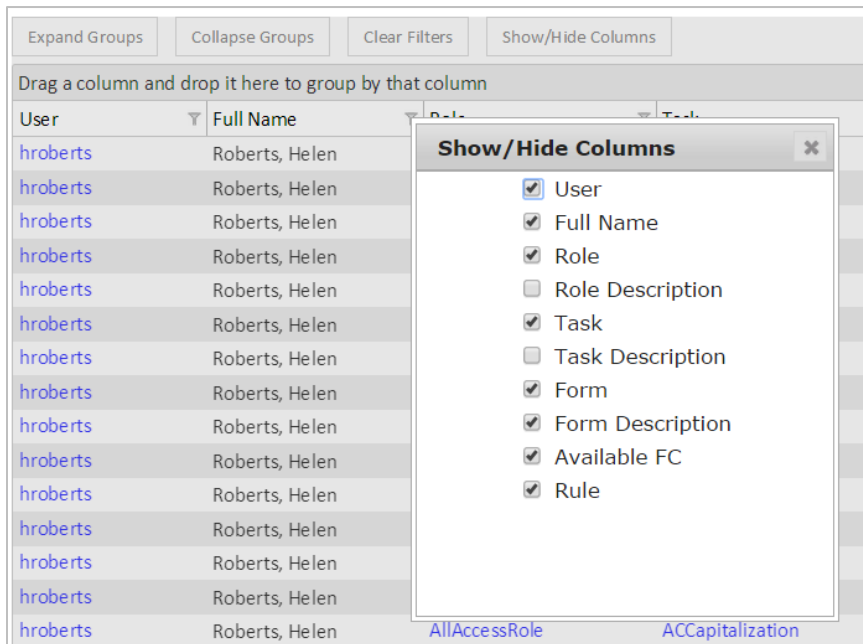 Expand Groups Collapse Groups Clear Filters Show/Hide Columns
Drag a column and drop it here to group by that column
User Full Name Role Task
Show/Hide Columns
User
Full Name
Role
Role Description
Task
Task Description
Form
Form Description
Available FC
Rule
hroberts Roberts, Helen
hroberts Roberts, Helen
hroberts Roberts, Helen
hroberts Roberts, Helen
hroberts Roberts, Helen
hroberts Roberts, Helen
hroberts Roberts, Helen
hroberts Roberts, Helen
hroberts Roberts, Helen
hroberts Roberts, Helen
hroberts Roberts, Helen
hroberts Roberts, Helen
hroberts Roberts, Helen
hroberts Roberts, Helen
hroberts Roberts, Helen AllAccessRole ACCapitalization